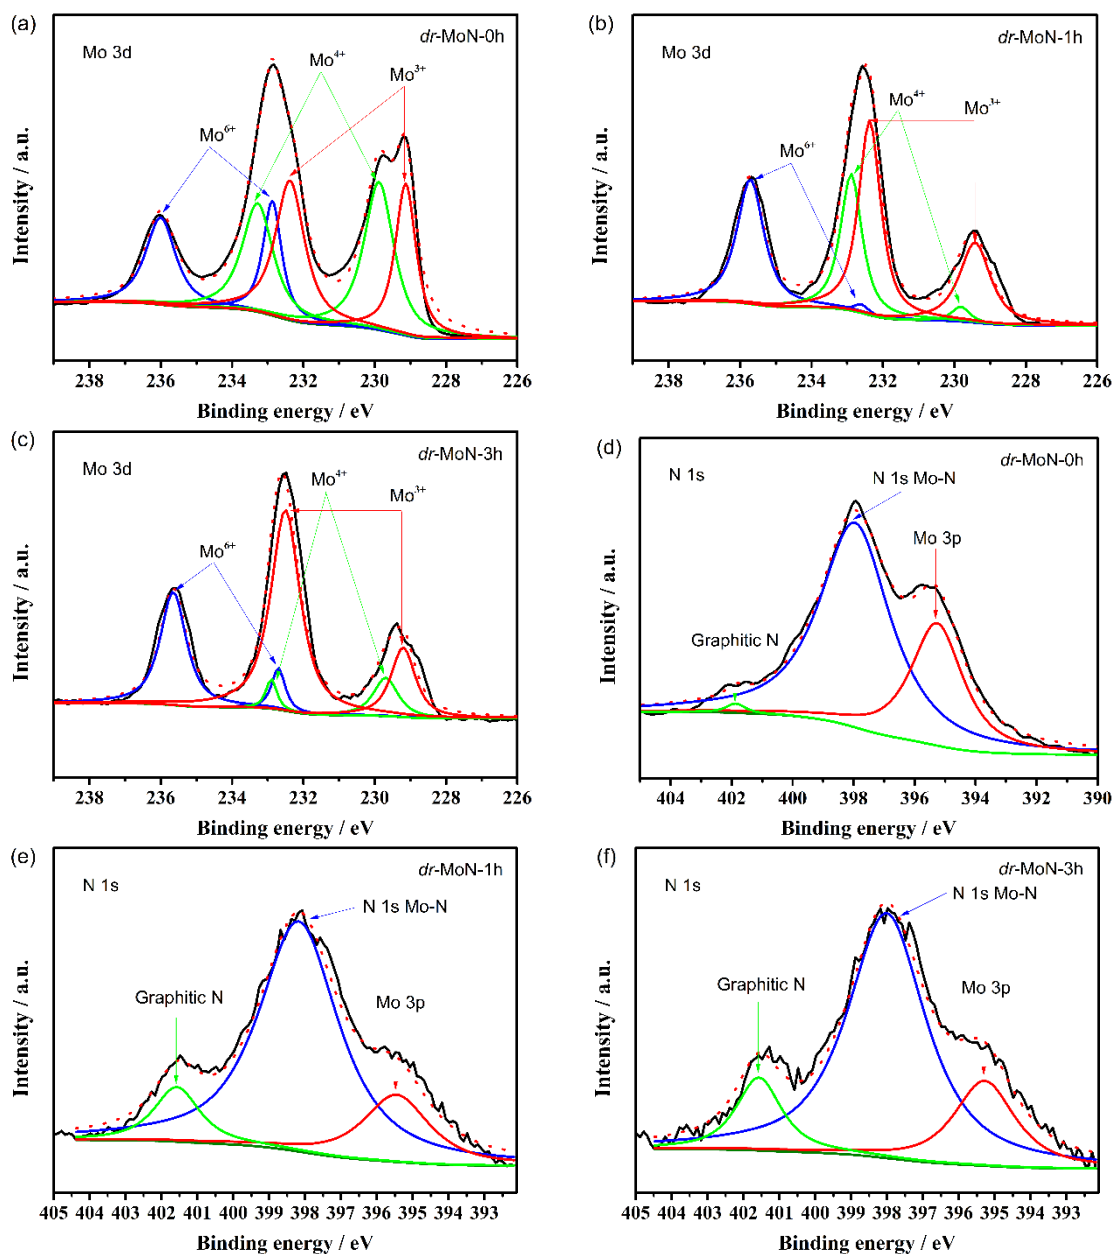 (a)
Mo 3d
dr-MoN-0h
Mo⁴⁺
Mo³⁺
Mo⁶⁺
Intensity / a.u.
238 236 234 232 230 228 226
Binding energy / eV
(b)
Mo 3d
dr-MoN-1h
Mo⁴⁺
Mo³⁺
Mo⁶⁺
Intensity / a.u.
238 236 234 232 230 228 226
Binding energy / eV
(c)
Mo 3d
dr-MoN-3h
Mo⁴⁺
Mo³⁺
Mo⁶⁺
Intensity / a.u.
238 236 234 232 230 228 226
Binding energy / eV
(d)
N 1s
dr-MoN-0h
N 1s Mo-N
Mo 3p
Graphitic N
Intensity / a.u.
404 402 400 398 396 394 392 390
Binding energy / eV
(e)
N 1s
dr-MoN-1h
N 1s Mo-N
Graphitic N
Mo 3p
Intensity / a.u.
405 404 403 402 401 400 399 398 397 396 395 394 393
Binding energy / eV
(f)
N 1s
dr-MoN-3h
N 1s Mo-N
Graphitic N
Mo 3p
Intensity / a.u.
405 404 403 402 401 400 399 398 397 396 395 394 393
Binding energy / eV